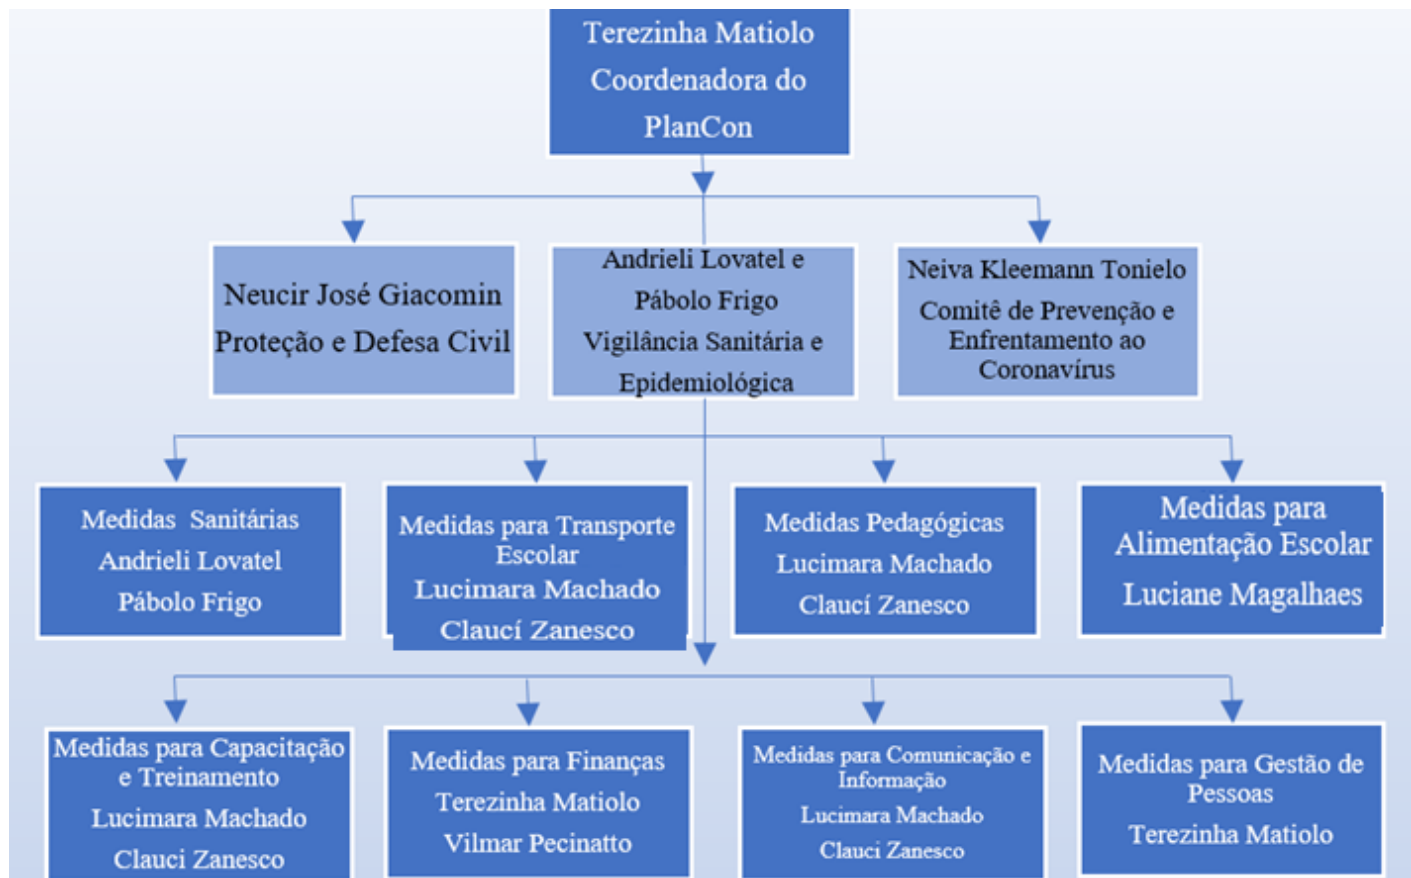 Terezinha Matiolo
Coordenadora do
PlanCon
Neucir José Giacomin
Proteção e Defesa Civil
Andrieli Lovatel e
Pábolo Frigo
Vigilância Sanitária e
Epidemiológica
Neiva Kleemann Tonielo
Comitê de Prevenção e
Enfrentamento ao
Coronavírus
Medidas Sanitárias
Andrieli Lovatel
Pábolo Frigo
Medidas para Transporte
Escolar
Lucimara Machado
Claucí Zanesco
Medidas Pedagógicas
Lucimara Machado
Claucí Zanesco
Medidas para
Alimentação Escolar
Luciane Magalhaes
Medidas para Capacitação
e Treinamento
Lucimara Machado
Clauci Zanesco
Medidas para Finanças
Terezinha Matiolo
Vilmar Pecinatto
Medidas para Comunicação e
Informação
Lucimara Machado
Clauci Zanesco
Medidas para Gestão de
Pessoas
Terezinha Matiolo